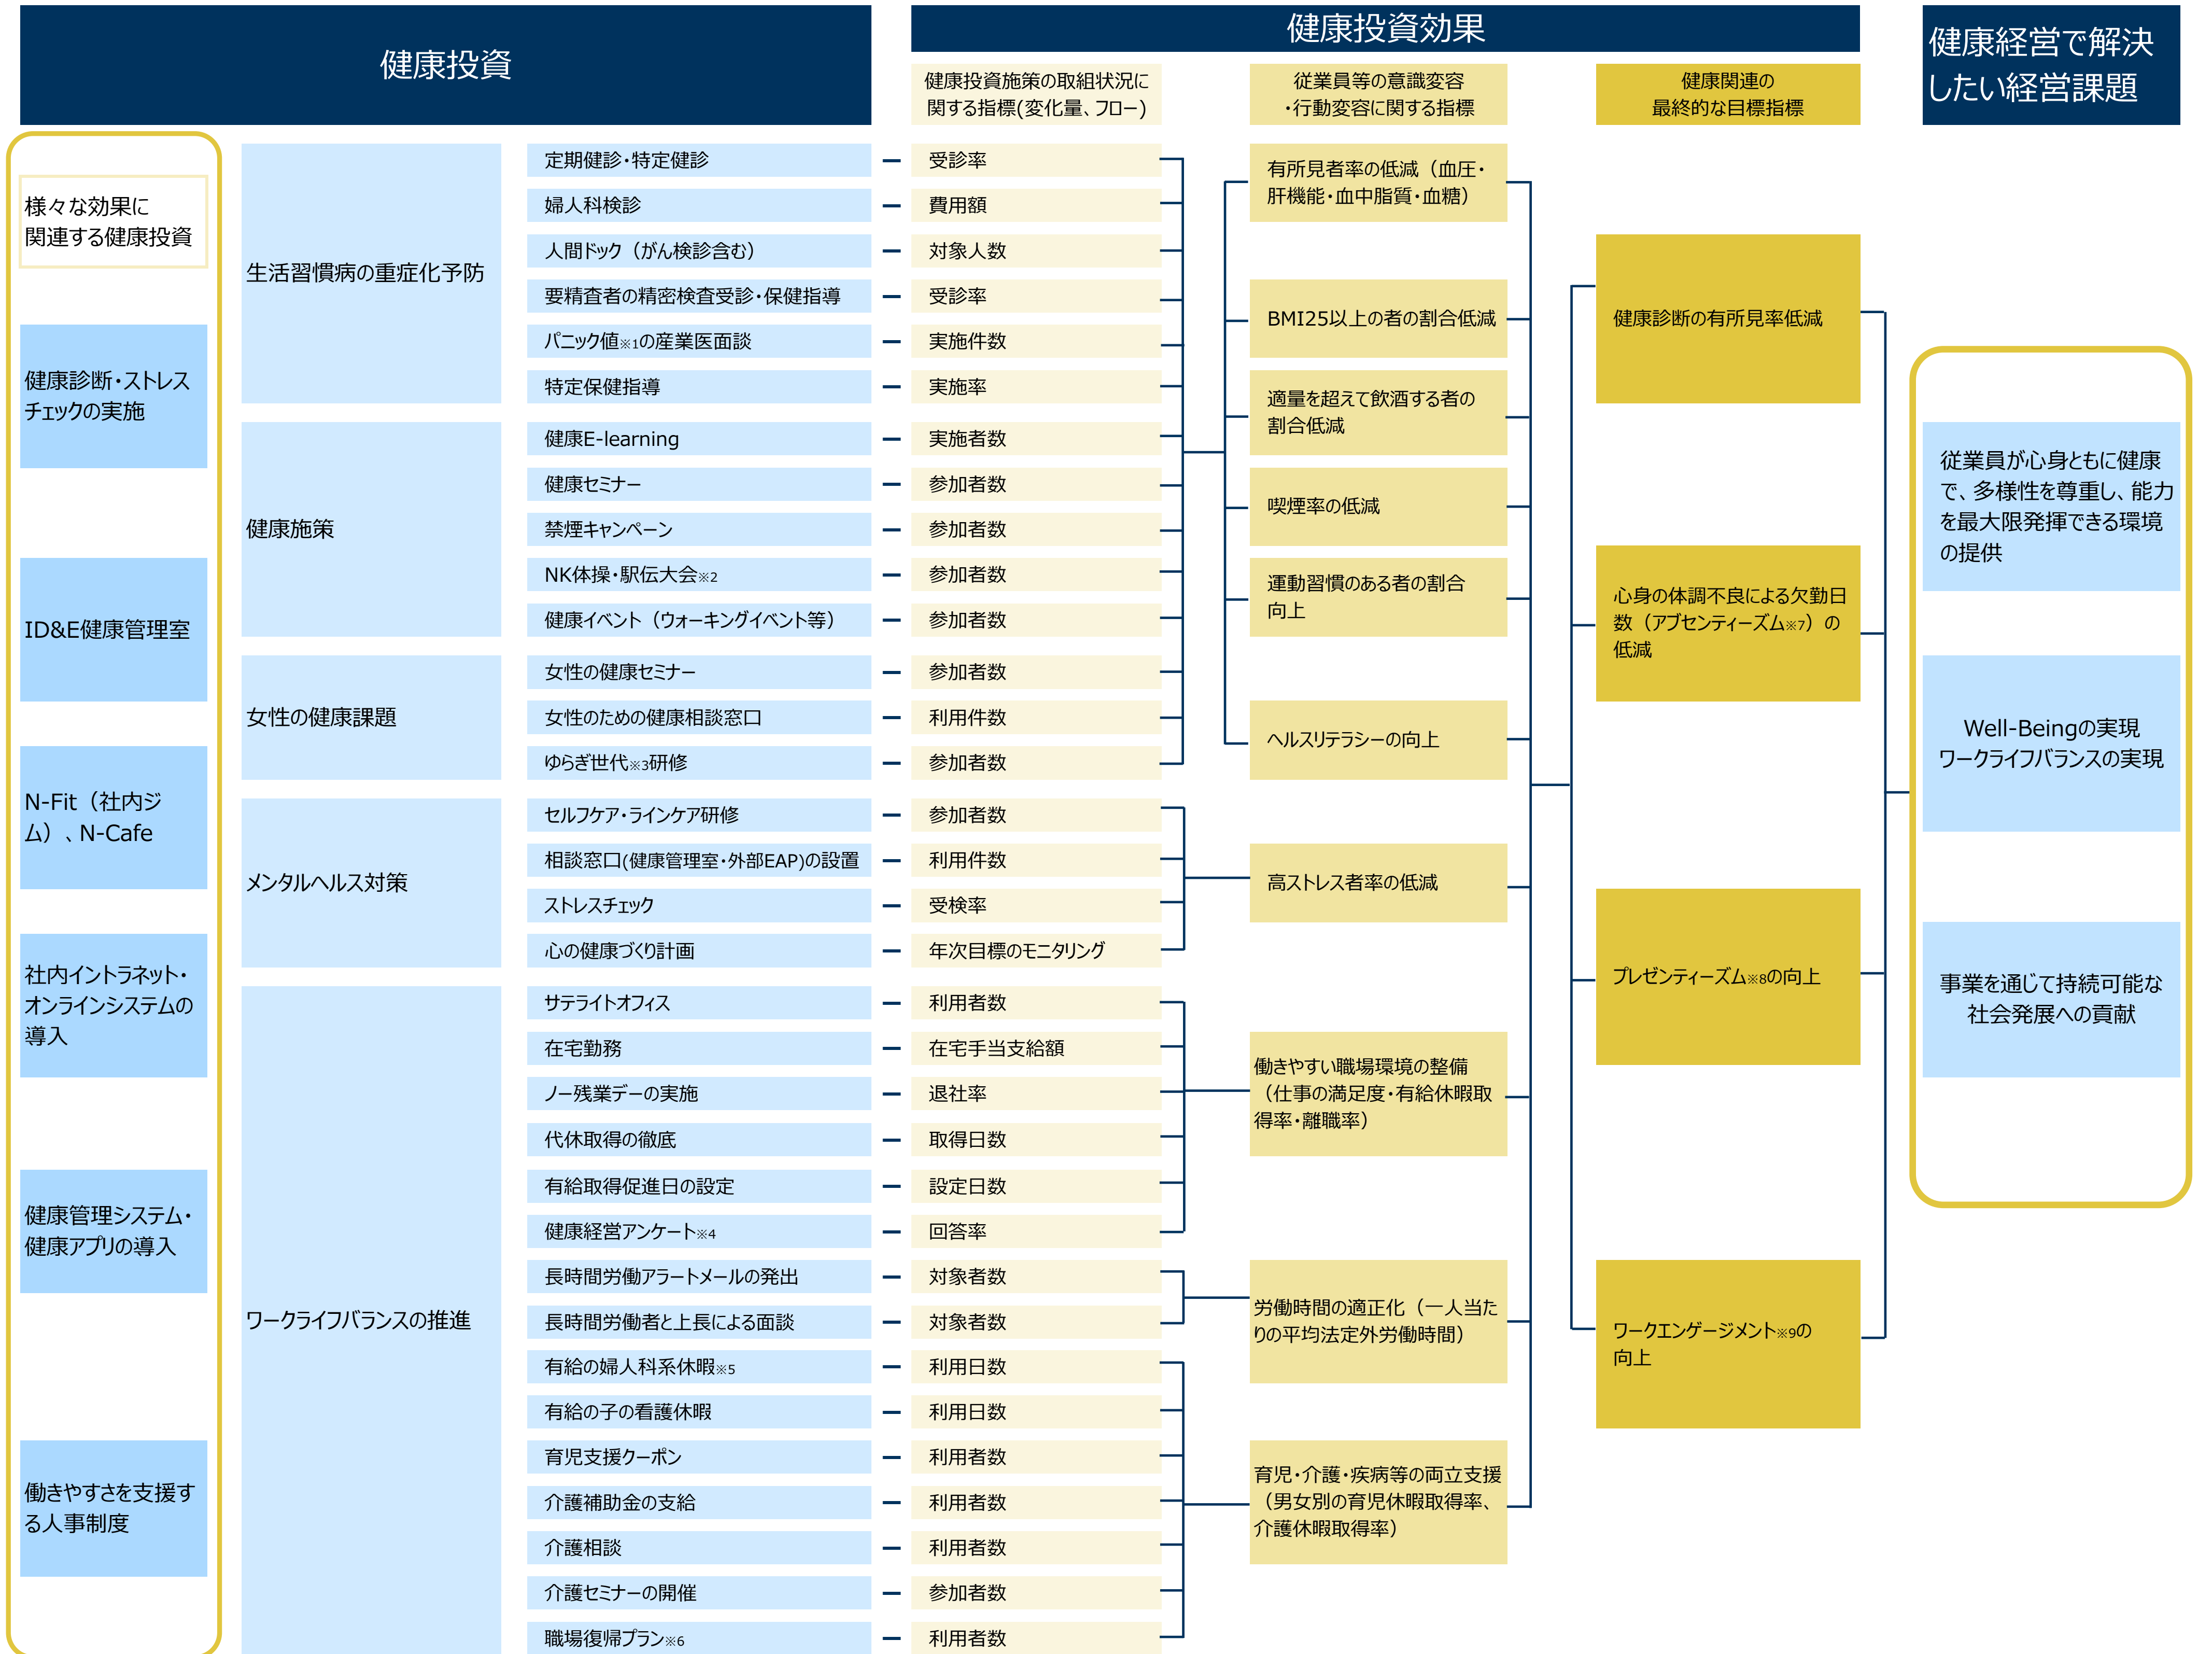 健康投資
健康投資効果
健康経営で解決
したい経営課題
健康投資施策の取組状況に
関する指標(変化量、フロー)
従業員等の意識変容
・行動変容に関する指標
健康関連の
最終的な目標指標
様々な効果に
関連する健康投資
健康診断・ストレス
チェックの実施
ID&E健康管理室
N-Fit（社内ジ
ム）、N-Cafe
社内イントラネット・
オンラインシステムの
導入
健康管理システム・
健康アプリの導入
働きやすさを支援す
る人事制度
生活習慣病の重症化予防
定期健診・特定健診 － 受診率
婦人科検診 － 費用額
人間ドック（がん検診含む） － 対象人数
要精査者の精密検査受診・保健指導 － 受診率
パニック値※1の産業医面談 － 実施件数
特定保健指導 － 実施率
健康施策
健康E-learning － 実施者数
健康セミナー － 参加者数
禁煙キャンペーン － 参加者数
NK体操・駅伝大会※2 － 参加者数
健康イベント（ウォーキングイベント等） － 参加者数
女性の健康課題
女性の健康セミナー － 参加者数
女性のための健康相談窓口 － 利用件数
ゆらぎ世代※3研修 － 参加者数
メンタルヘルス対策
セルフケア・ラインケア研修 － 参加者数
相談窓口(健康管理室・外部EAP)の設置 － 利用件数
ストレスチェック － 受検率
心の健康づくり計画 － 年次目標のモニタリング
ワークライフバランスの推進
サテライトオフィス － 利用者数
在宅勤務 － 在宅手当支給額
ノー残業デーの実施 － 退社率
代休取得の徹底 － 取得日数
有給取得促進日の設定 － 設定日数
健康経営アンケート※4 － 回答率
長時間労働アラートメールの発出 － 対象者数
長時間労働者と上長による面談 － 対象者数
有給の婦人科系休暇※5 － 利用日数
有給の子の看護休暇 － 利用日数
育児支援クーポン － 利用者数
介護補助金の支給 － 利用者数
介護相談 － 利用者数
介護セミナーの開催 － 参加者数
職場復帰プラン※6 － 利用者数
有所見者率の低減（血圧・
肝機能・血中脂質・血糖）
BMI25以上の者の割合低減
適量を超えて飲酒する者の
割合低減
喫煙率の低減
運動習慣のある者の割合
向上
ヘルスリテラシーの向上
高ストレス者率の低減
働きやすい職場環境の整備
（仕事の満足度・有給休暇取
得率・離職率）
労働時間の適正化（一人当た
りの平均法定外労働時間）
育児・介護・疾病等の両立支援
（男女別の育児休暇取得率、
介護休暇取得率）
健康診断の有所見率低減
心身の体調不良による欠勤日
数（アブセンティーズム※7）の
低減
プレゼンティーズム※8の向上
ワークエンゲージメント※9の
向上
従業員が心身ともに健康
で、多様性を尊重し、能力
を最大限発揮できる環境
の提供
Well-Beingの実現
ワークライフバランスの実現
事業を通じて持続可能な
社会発展への貢献